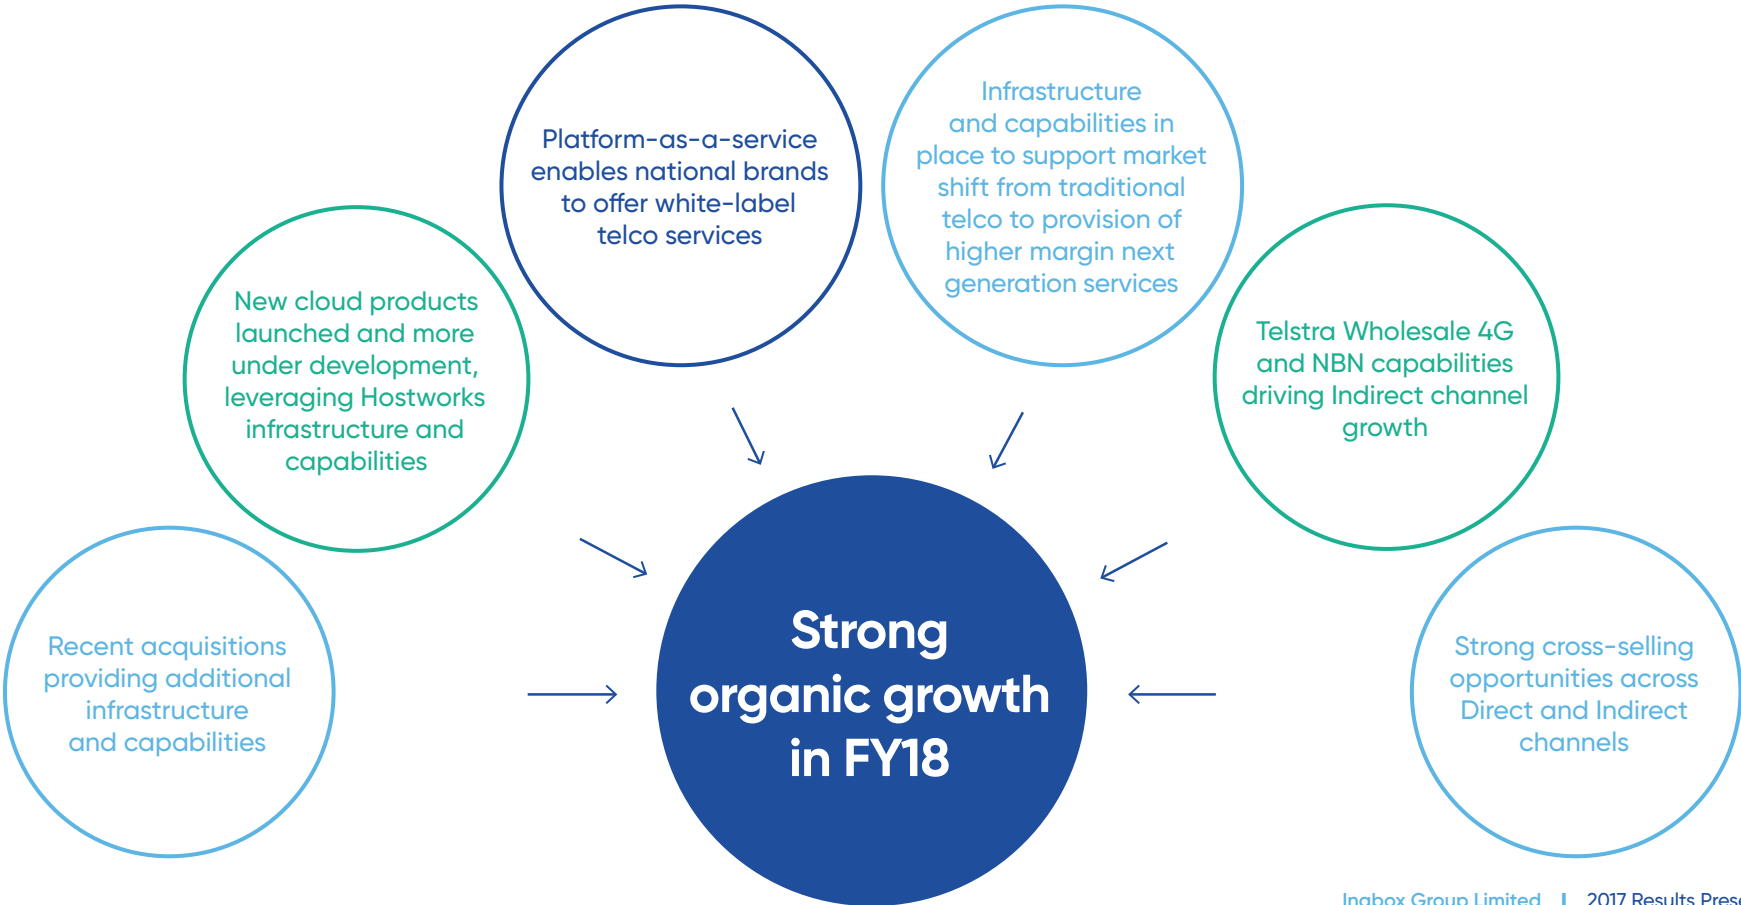 Platform-as-a-service
enables national brands
to offer white-label
telco services
Infrastructure
and capabilities in
place to support market
shift from traditional
telco to provision of
higher margin next
generation services
New cloud products
launched and more
under development,
leveraging Hostworks
infrastructure and
capabilities
Telstra Wholesale 4G
and NBN capabilities
driving Indirect channel
growth
Recent acquisitions
providing additional
infrastructure
and capabilities
Strong
organic growth
in FY18
Strong cross-selling
opportunities across
Direct and Indirect
channels
Inabox Group Limited | 2017 Results